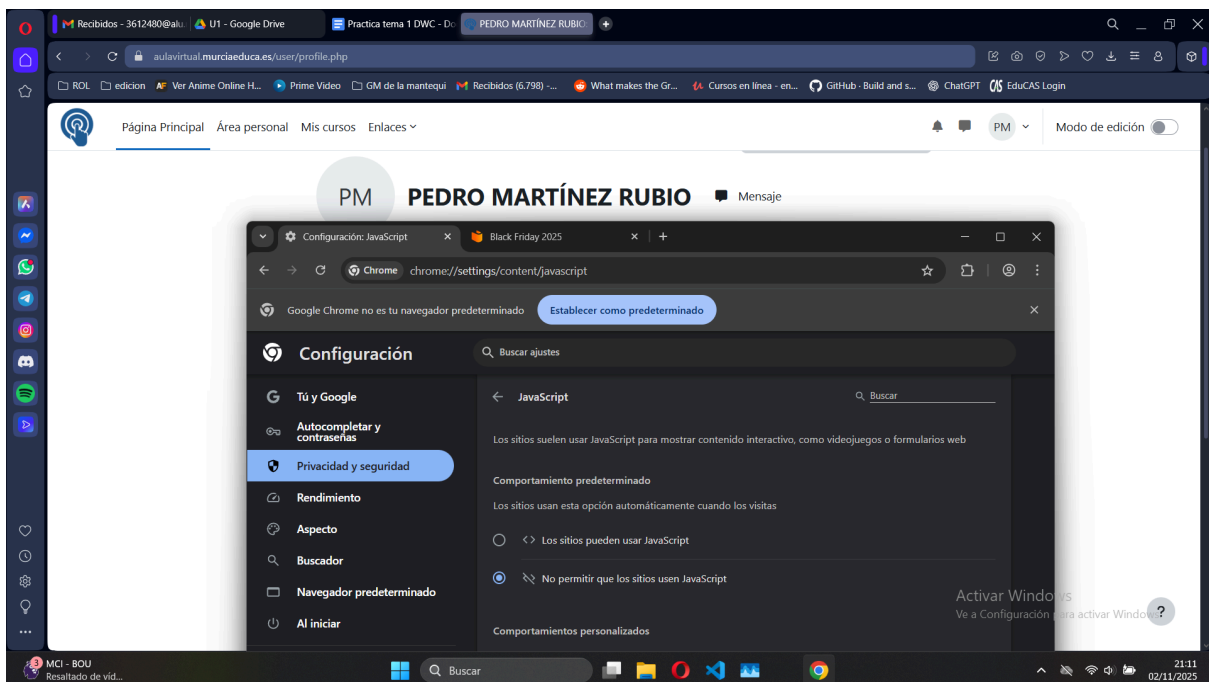 Recibidos - 3612480@alu.
U1 - Google Drive
Practica tema 1 DWC - Do
PEDRO MARTÍNEZ RUBIO:
aulavirtual.murciaeduca.es/user/profile.php
ROL
edicion
AF Ver Anime Online H...
Prime Video
GM de la mantequi
Recibidos (6.798) -...
What makes the Gr...
Cursos en línea - en...
GitHub · Build and s...
ChatGPT
EduCAS Login
Página Principal
Área personal
Mis cursos
Enlaces
PM
Modo de edición
PM
PEDRO MARTÍNEZ RUBIO
Mensaje
Configuración: JavaScript
Black Friday 2025
Chrome
chrome://settings/content/javascript
Google Chrome no es tu navegador predeterminado
Establecer como predeterminado
Configuración
Buscar ajustes
Tú y Google
Autocompletar y
contraseñas
Privacidad y seguridad
Rendimiento
Aspecto
Buscador
Navegador predeterminado
Al iniciar
JavaScript
Buscar
Los sitios suelen usar JavaScript para mostrar contenido interactivo, como videojuegos o formularios web
Comportamiento predeterminado
Los sitios usan esta opción automáticamente cuando los visitas
Los sitios pueden usar JavaScript
No permitir que los sitios usen JavaScript
Comportamientos personalizados
Activar Windows
Ve a Configuración para activar Windows.
?
3
MCI - BOU
Resaltado de víd...
Buscar
21:11
02/11/2025